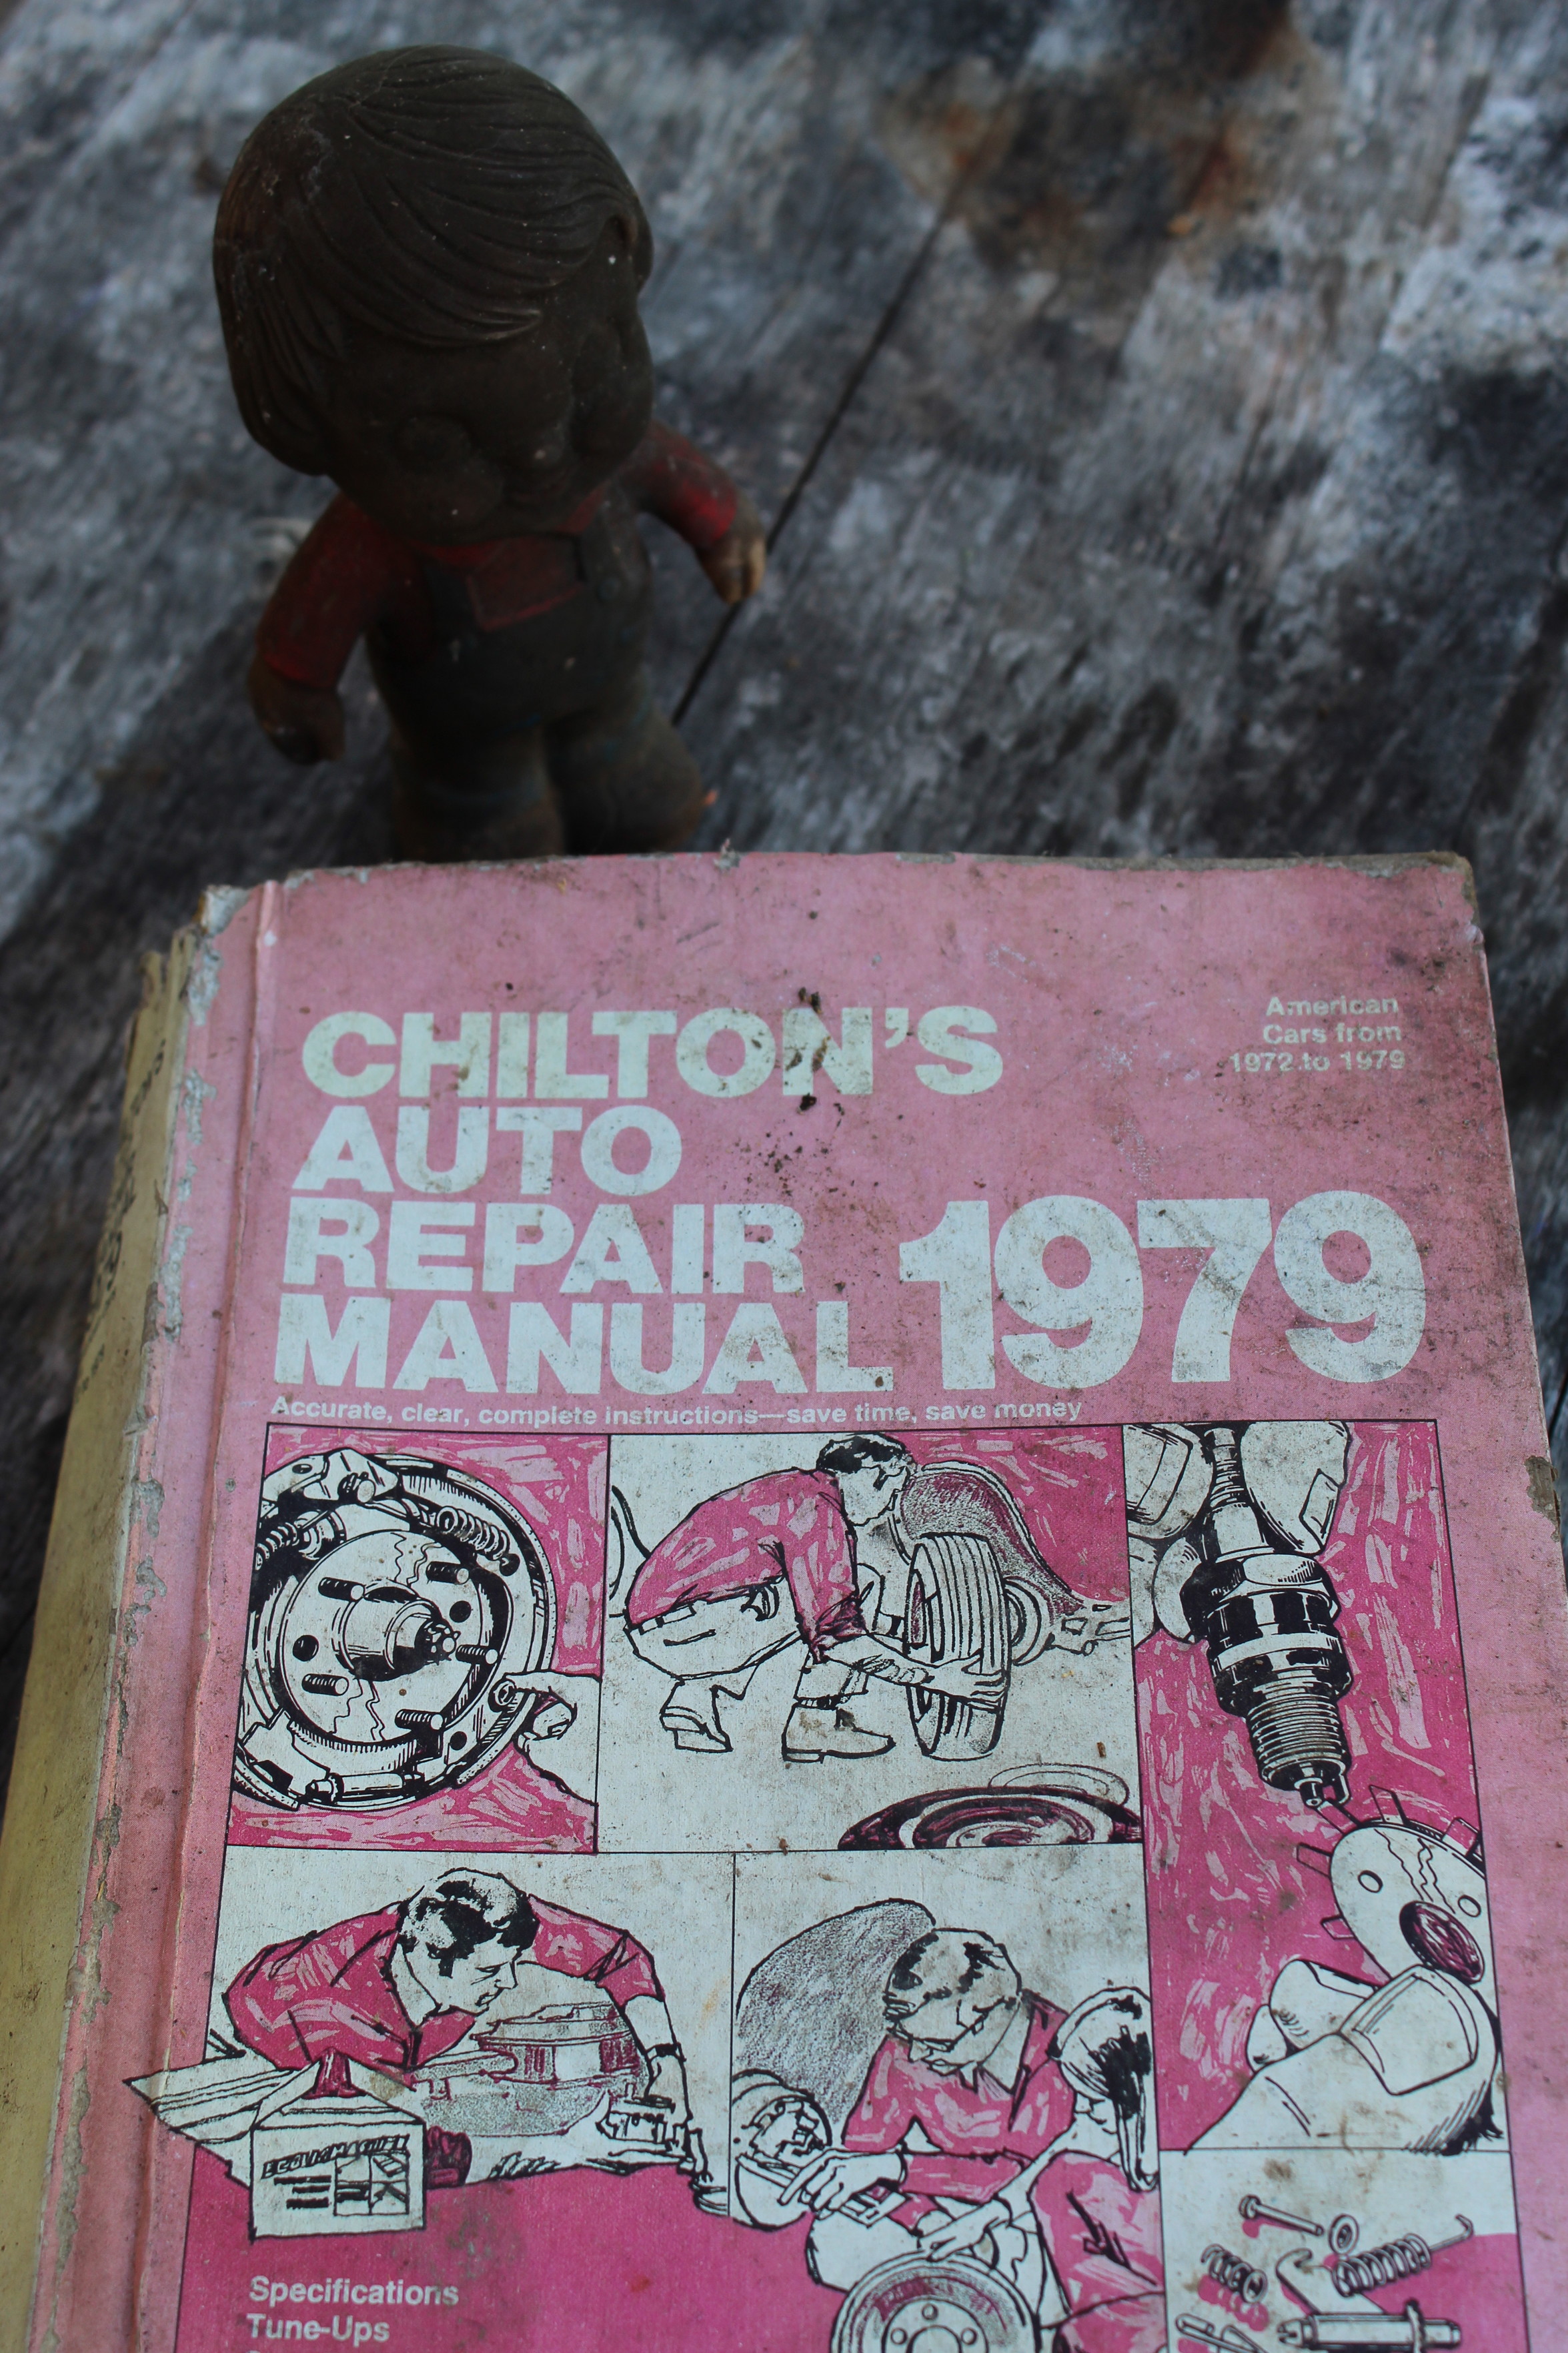 CHILTON'S
AUTO
REPAIR
MANUAL 1979
American
Cars from
1972 to 1979
Accurate, clear, complete instructions—save time, save money
Specifications
Tune-Ups